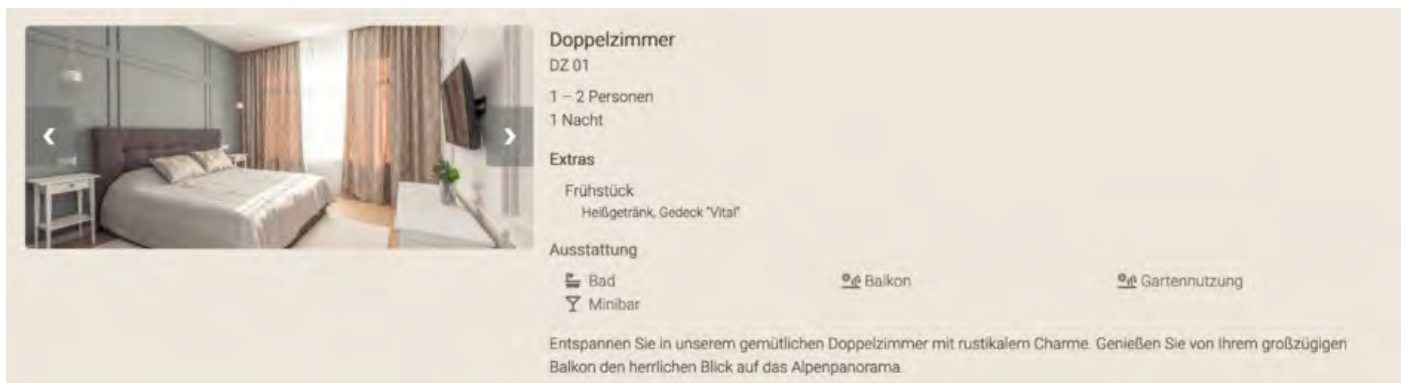 Doppelzimmer
DZ 01
1 – 2 Personen
1 Nacht
Extras
Frühstück
Heißgetränk, Gedeck "Vital"
Ausstattung
Bad
Balkon
Gartennutzung
Minibar
Entspannen Sie in unserem gemütlichen Doppelzimmer mit rustikalem Charme. Genießen Sie von Ihrem großzügigen
Balkon den herrlichen Blick auf das Alpenpanorama.